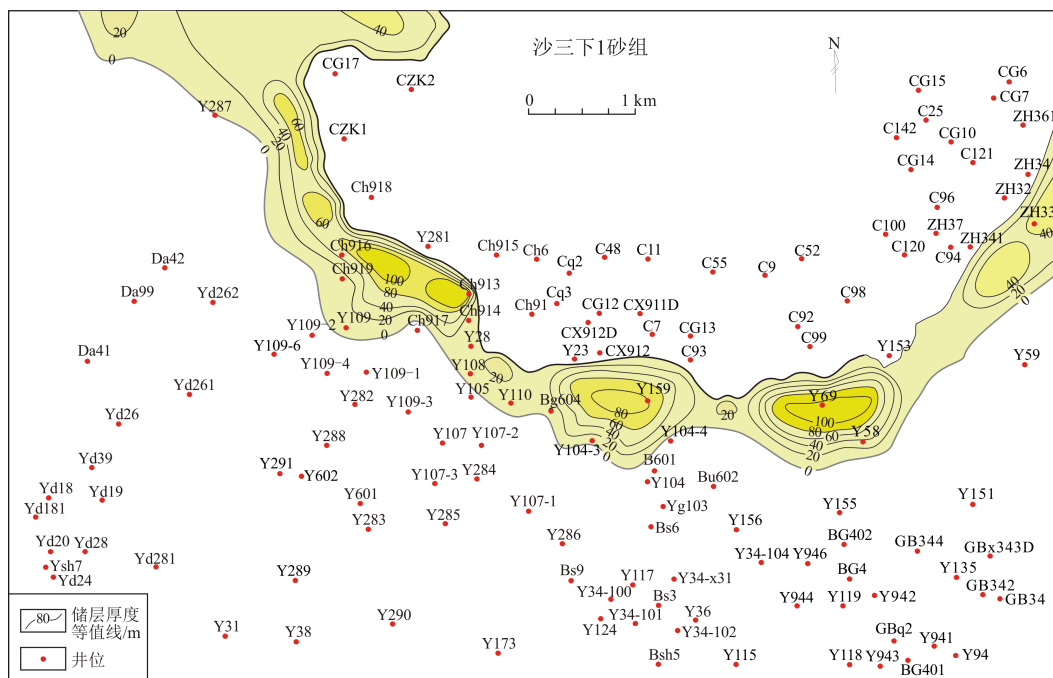 沙三下1砂组
N
0 1 km
20
0
40
CG17
CZK2
CG15
CG6
CG7
Y287
60
40
20
0
CZK1
C25
ZH361
C142
CG10
CG14
C121
ZH34
Ch918
ZH32
60
C96
ZH33
40
C100
ZH37
Ch916
Y281
Ch915
Ch6
C48
C11
C52
C120
C94
ZH341
Da42
Cq2
C55
C9
Ch919
100
80
40
20
0
Ch913
40
20
0
Da99
Yd262
Ch91
Cq3
CG12
CX911D
C98
Y109-2
Y109
Ch917
Ch914
CX912D
C7
CG13
C92
Y109-6
Y28
Y23
CX912
C93
C99
Y153
Da41
Y109-4
Y109-1
Y108
20
Y59
Yd261
Y282
Y109-3
Y105
Y110
Bg604
80
60
40
20
0
Y159
20
Y69
100
80
60
40
20
0
Yd26
Y288
Y107
Y107-2
Y104-3
Y104-4
0
Y58
Yd39
Y291
Y602
Y107-3
Y284
B601
Yd18
Yd19
Y104
Bu602
Yd181
Y601
Y107-1
Yg103
Y155
Y151
Y283
Y285
Bs6
Y156
Yd20
Yd28
Y286
BG402
GB344
GBx343D
Ysh7
Yd281
Y34-104
Y946
Yd24
Y289
Bs9
Y117
Y34-x31
BG4
Y135
Y34-100
Bs3
Y944
Y119
Y942
GB342
GB34
Y31
Y38
Y290
Y124
Y34-101
Y36
Y34-102
GBq2
Y941
Y173
Bsh5
Y115
Y118
Y943
BG401
Y94
80 储层厚度
等值线/m
井位